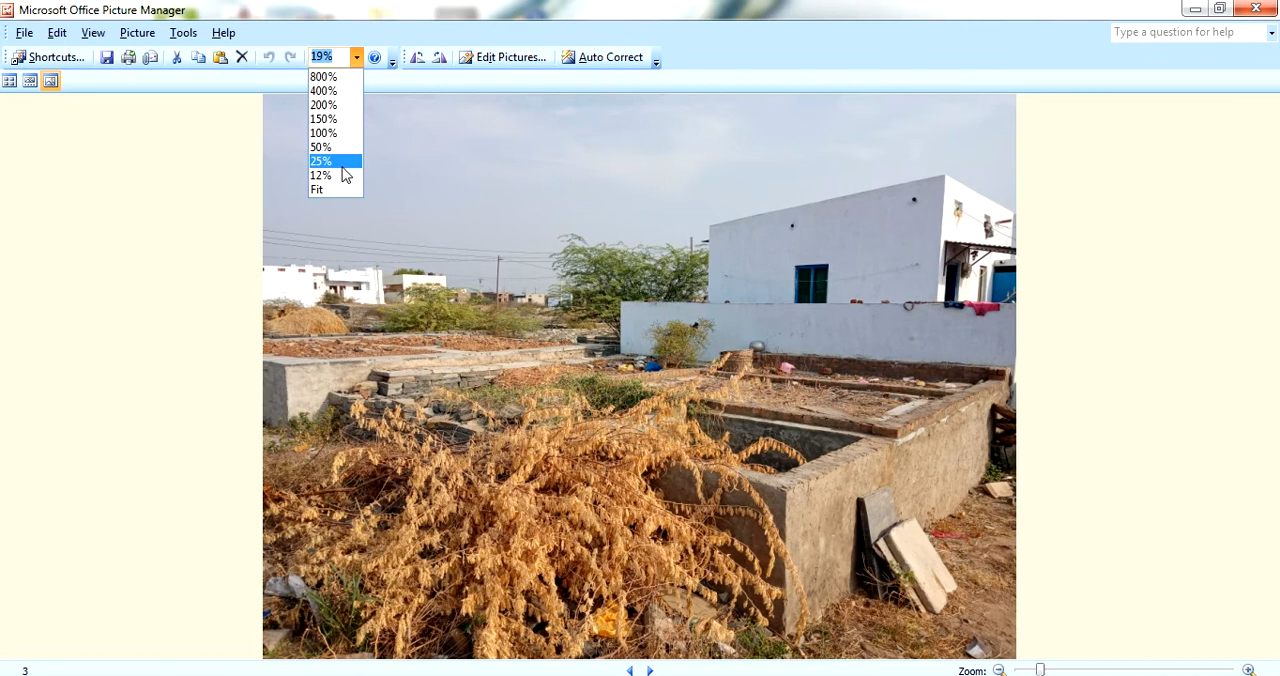 Microsoft Office Picture Manager
File Edit View Picture Tools Help
Type a question for help
Shortcuts... 19% Edit Pictures... Auto Correct
800%
400%
200%
150%
100%
50%
25%
12%
Fit
3 Zoom: